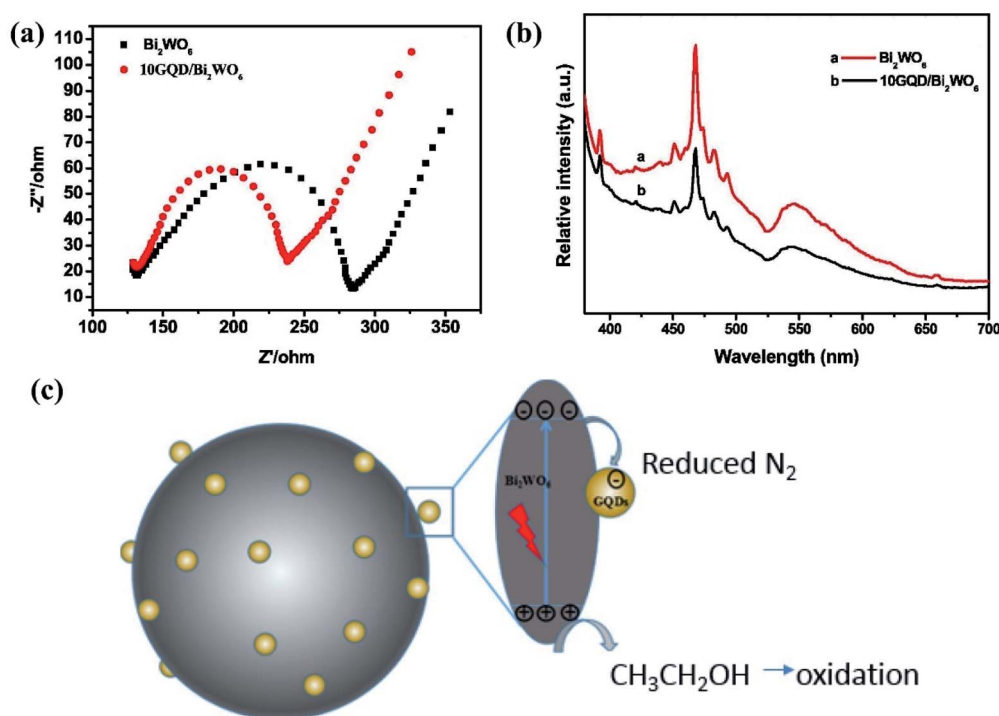 (a)
110
100
90
80
70
60
50
40
30
20
10
-Z"/ohm
Bi₂WO₆
10GQD/Bi₂WO₆
100 150 200 250 300 350
Z'/ohm
(b)
Relative intensity (a.u.)
a Bi₂WO₆
b 10GQD/Bi₂WO₆
a
b
400 450 500 550 600 650 700
Wavelength (nm)
(c)
- - -
Bi₂WO₆
-
GQDs
Reduced N₂
+ + +
CH₃CH₂OH → oxidation